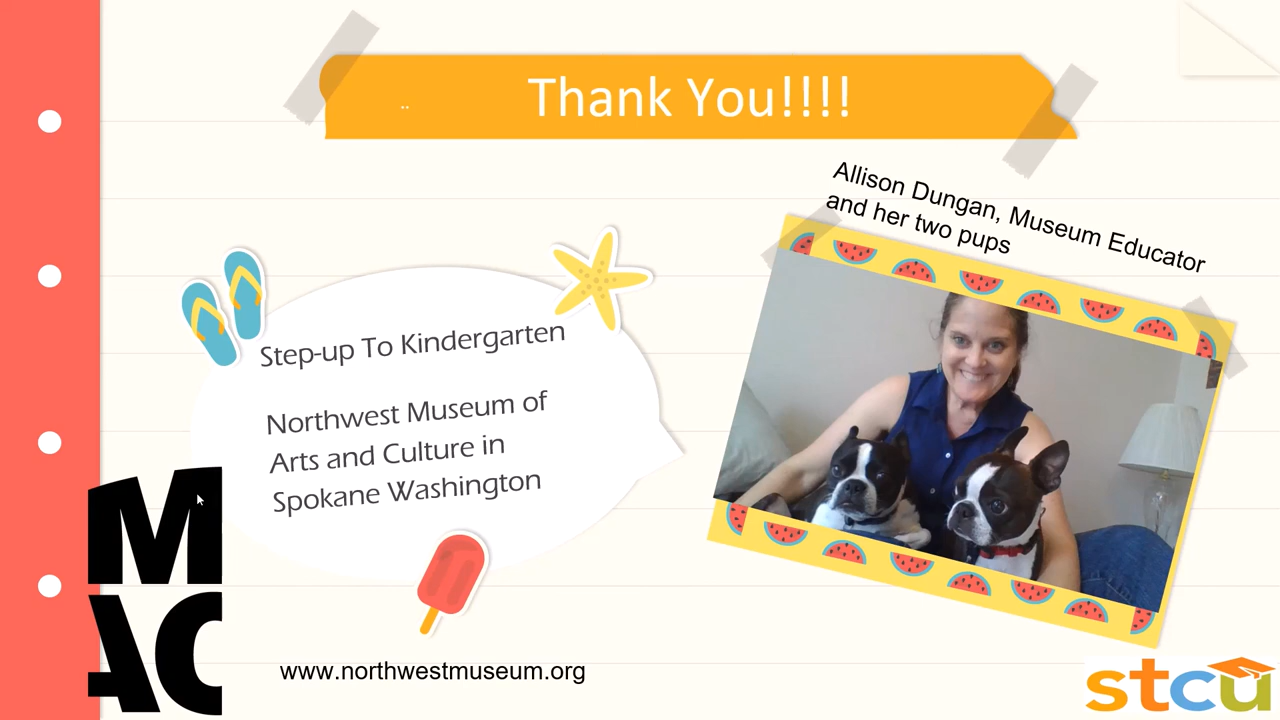 Thank You!!!!
..
Allison Dungan, Museum Educator
and her two pups
Step-up To Kindergarten
Northwest Museum of
Arts and Culture in
Spokane Washington
M
AC
www.northwestmuseum.org
stcu